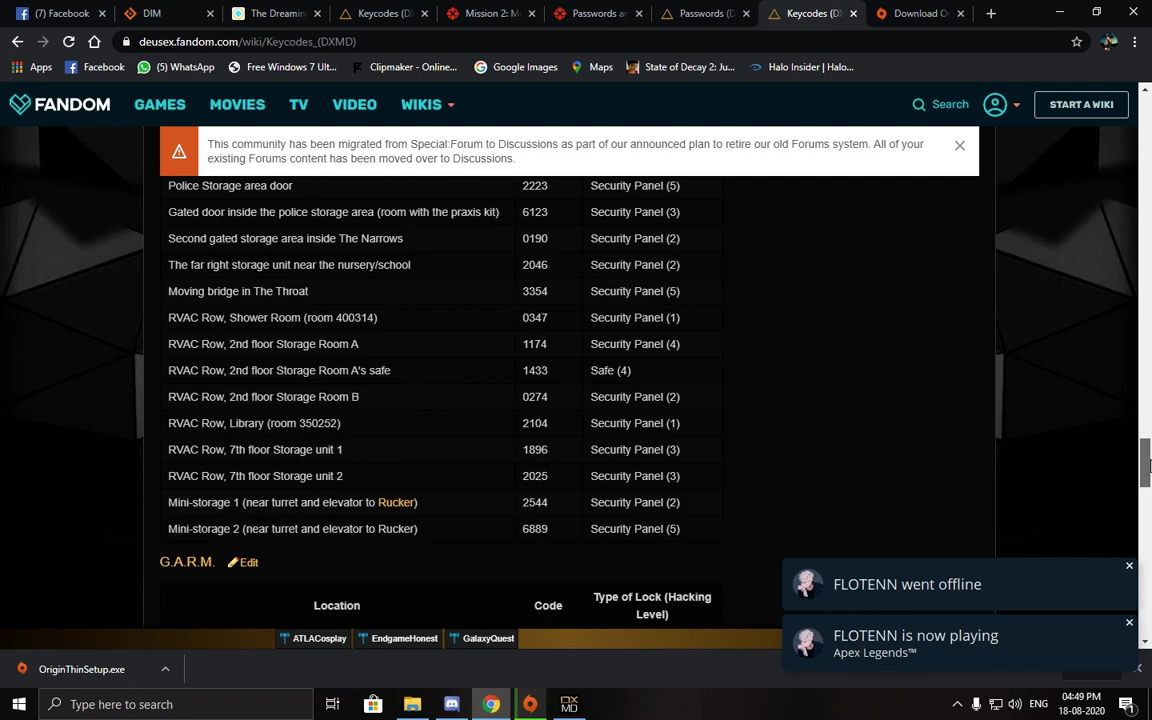 (7) Facebook
DIM
The Dreamin
Keycodes (D
Mission 2: M
Passwords a
Passwords (D
Keycodes (D
Download O
deusex.fandom.com/wiki/Keycodes_(DXMD)
Apps
Facebook
(5) WhatsApp
Free Windows 7 Ult...
Clipmaker - Online...
Google Images
Maps
State of Decay 2: Ju...
Halo Insider | Halo...
FANDOM
GAMES
MOVIES
TV
VIDEO
WIKIS
Search
START A WIKI
This community has been migrated from Special:Forum to Discussions as part of our announced plan to retire our old Forums system. All of your
existing Forums content has been moved over to Discussions.
Police Storage area door 2223 Security Panel (5)
Gated door inside the police storage area (room with the praxis kit) 6123 Security Panel (3)
Second gated storage area inside The Narrows 0190 Security Panel (2)
The far right storage unit near the nursery/school 2046 Security Panel (2)
Moving bridge in The Throat 3354 Security Panel (5)
RVAC Row, Shower Room (room 400314) 0347 Security Panel (1)
RVAC Row, 2nd floor Storage Room A 1174 Security Panel (4)
RVAC Row, 2nd floor Storage Room A's safe 1433 Safe (4)
RVAC Row, 2nd floor Storage Room B 0274 Security Panel (2)
RVAC Row, Library (room 350252) 2104 Security Panel (1)
RVAC Row, 7th floor Storage unit 1 1896 Security Panel (3)
RVAC Row, 7th floor Storage unit 2 2025 Security Panel (3)
Mini-storage 1 (near turret and elevator to Rucker) 2544 Security Panel (2)
Mini-storage 2 (near turret and elevator to Rucker) 6889 Security Panel (5)
G.A.R.M. Edit
Location Code Type of Lock (Hacking
Level)
FLOTENN went offline
FLOTENN is now playing
Apex Legends™
ATLACosplay
EndgameHonest
GalaxyQuest
OriginThinSetup.exe
Type here to search
DX
MD
ENG
04:49 PM
18-08-2020
1